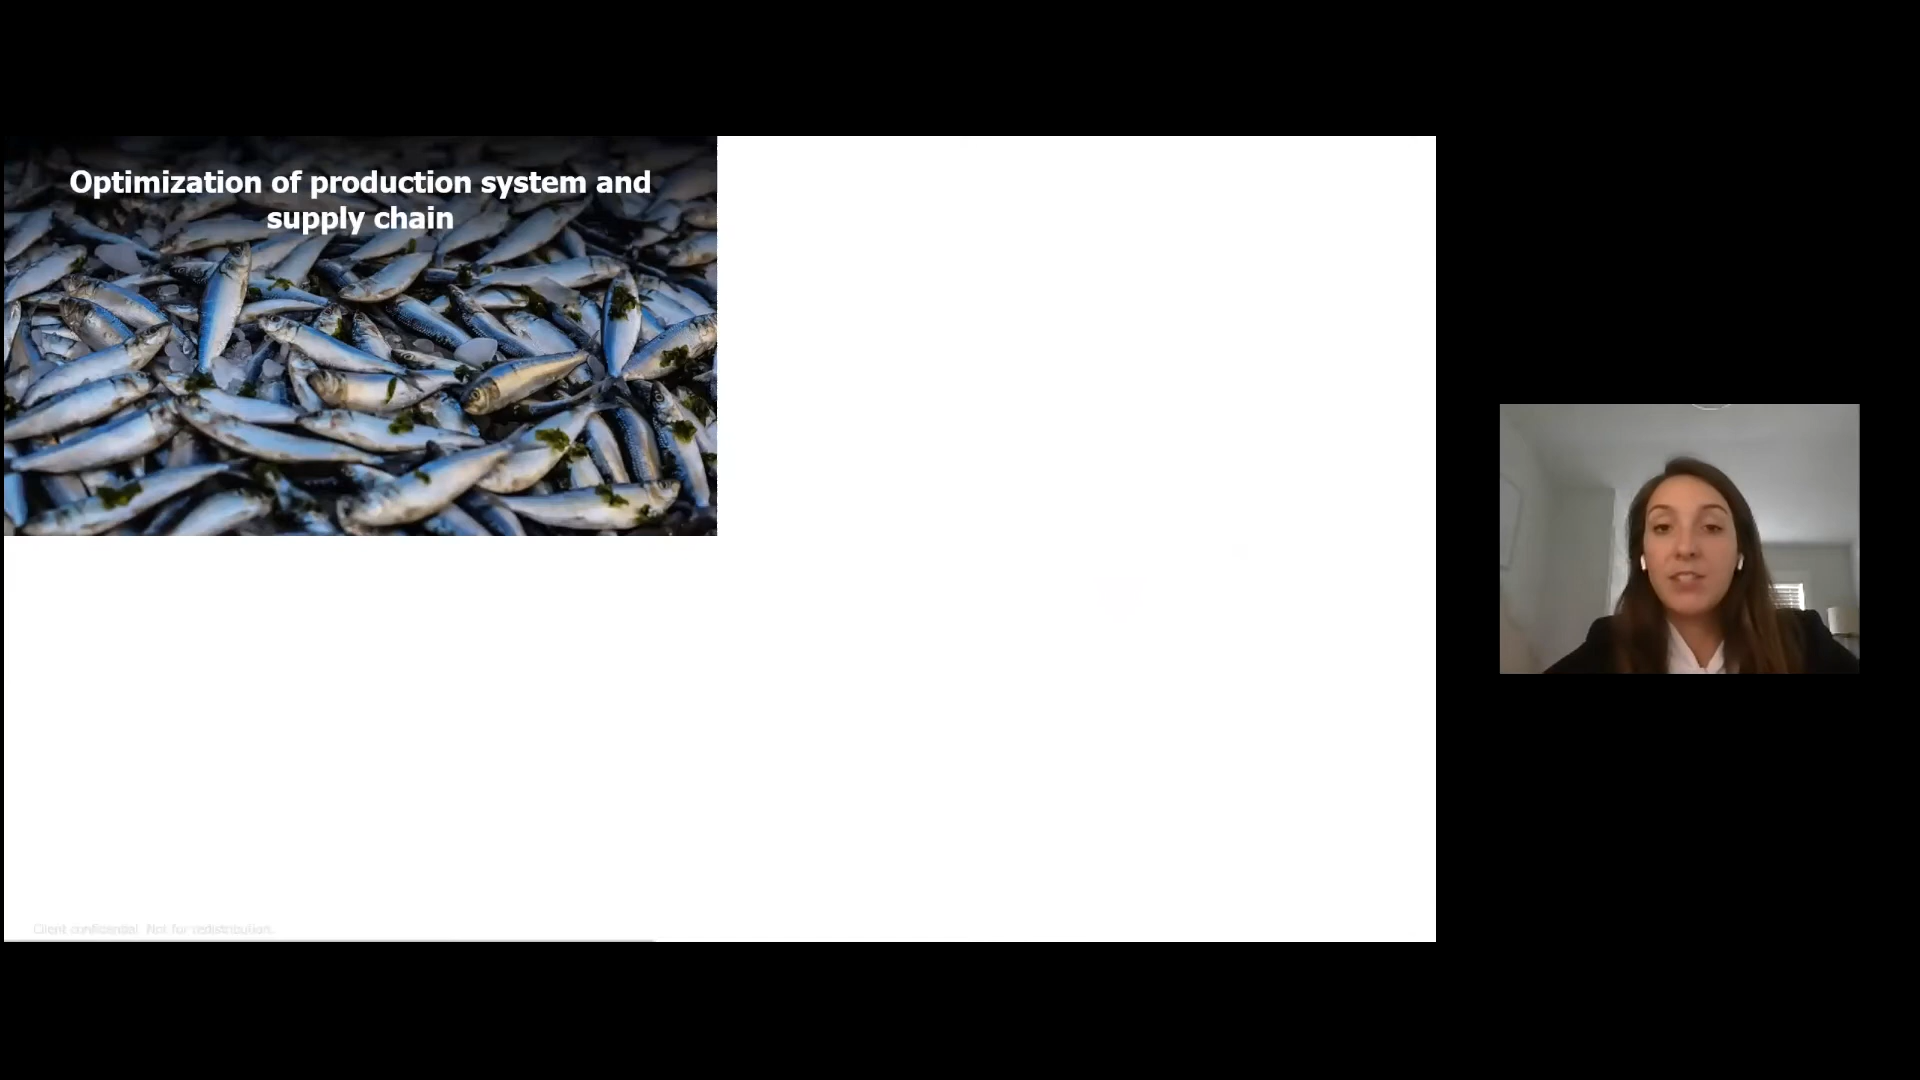 Optimization of production system and
supply chain
Client confidential. Not for redistribution.